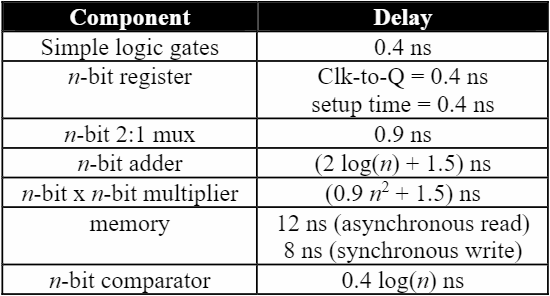 Component Delay
Simple logic gates 0.4 ns
n-bit register Clk-to-Q = 0.4 ns
setup time = 0.4 ns
n-bit 2:1 mux 0.9 ns
n-bit adder (2 log(n) + 1.5) ns
n-bit x n-bit multiplier (0.9 n² + 1.5) ns
memory 12 ns (asynchronous read)
8 ns (synchronous write)
n-bit comparator 0.4 log(n) ns